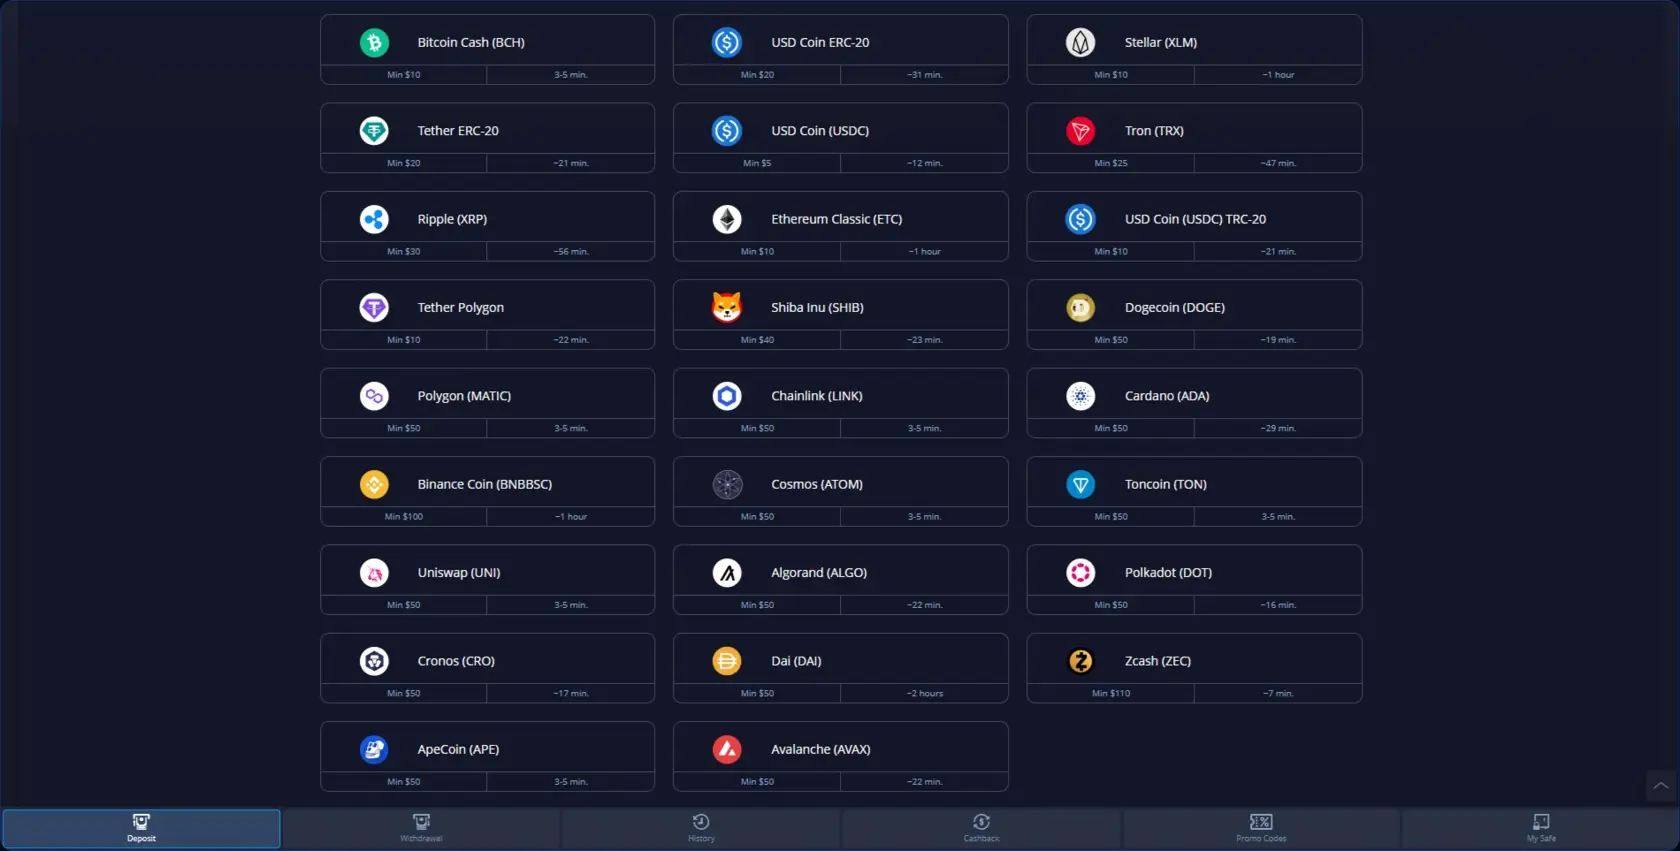 Bitcoin Cash (BCH)
Min $10 3-5 min.
USD Coin ERC-20
Min $20 ~31 min.
Stellar (XLM)
Min $10 ~1 hour
Tether ERC-20
Min $20 ~21 min.
USD Coin (USDC)
Min $5 ~12 min.
Tron (TRX)
Min $25 ~47 min.
Ripple (XRP)
Min $30 ~56 min.
Ethereum Classic (ETC)
Min $10 ~1 hour
USD Coin (USDC) TRC-20
Min $10 ~21 min.
Tether Polygon
Min $10 ~22 min.
Shiba Inu (SHIB)
Min $40 ~23 min.
Dogecoin (DOGE)
Min $50 ~19 min.
Polygon (MATIC)
Min $50 3-5 min.
Chainlink (LINK)
Min $50 3-5 min.
Cardano (ADA)
Min $50 ~29 min.
Binance Coin (BNBBSC)
Min $100 ~1 hour
Cosmos (ATOM)
Min $50 3-5 min.
Toncoin (TON)
Min $50 3-5 min.
Uniswap (UNI)
Min $50 3-5 min.
Algorand (ALGO)
Min $50 ~22 min.
Polkadot (DOT)
Min $50 ~16 min.
Cronos (CRO)
Min $50 ~17 min.
Dai (DAI)
Min $50 ~2 hours
Zcash (ZEC)
Min $110 ~7 min.
ApeCoin (APE)
Min $50 3-5 min.
Avalanche (AVAX)
Min $50 ~22 min.
Deposit
Withdrawal
History
Cashback
Promo Codes
My Safe